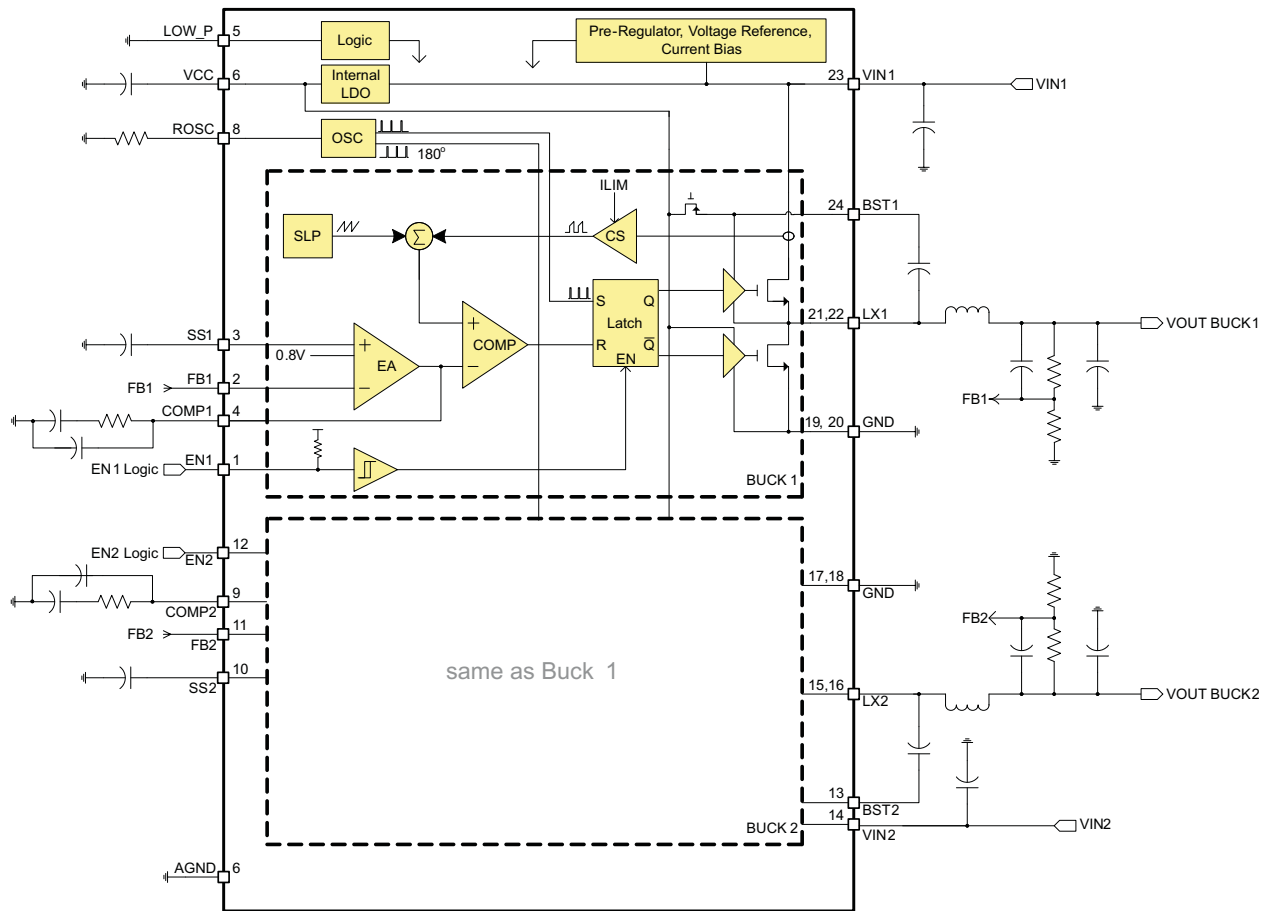 LOW_P 5
Logic
Pre-Regulator, Voltage Reference,
Current Bias
VCC 6
Internal
LDO
23 VIN1
VIN1
ROSC 8
OSC
180°
ILIM
24 BST1
SLP
Σ
CS
S Q
Latch
R Q̅
EN
21,22 LX1
VOUT BUCK1
SS1 3
0.8V
+
−
EA
+
−
COMP
FB1 FB1 2
COMP1 4
FB1
19, 20 GND
EN1 Logic EN1 1
BUCK 1
EN2 Logic 12
EN2
9
COMP2
FB2 11
FB2
10
SS2
same as Buck 1
17,18
GND
FB2
15,16
LX2
VOUT BUCK2
13
BST2
BUCK 2
14
VIN2
VIN2
AGND 6